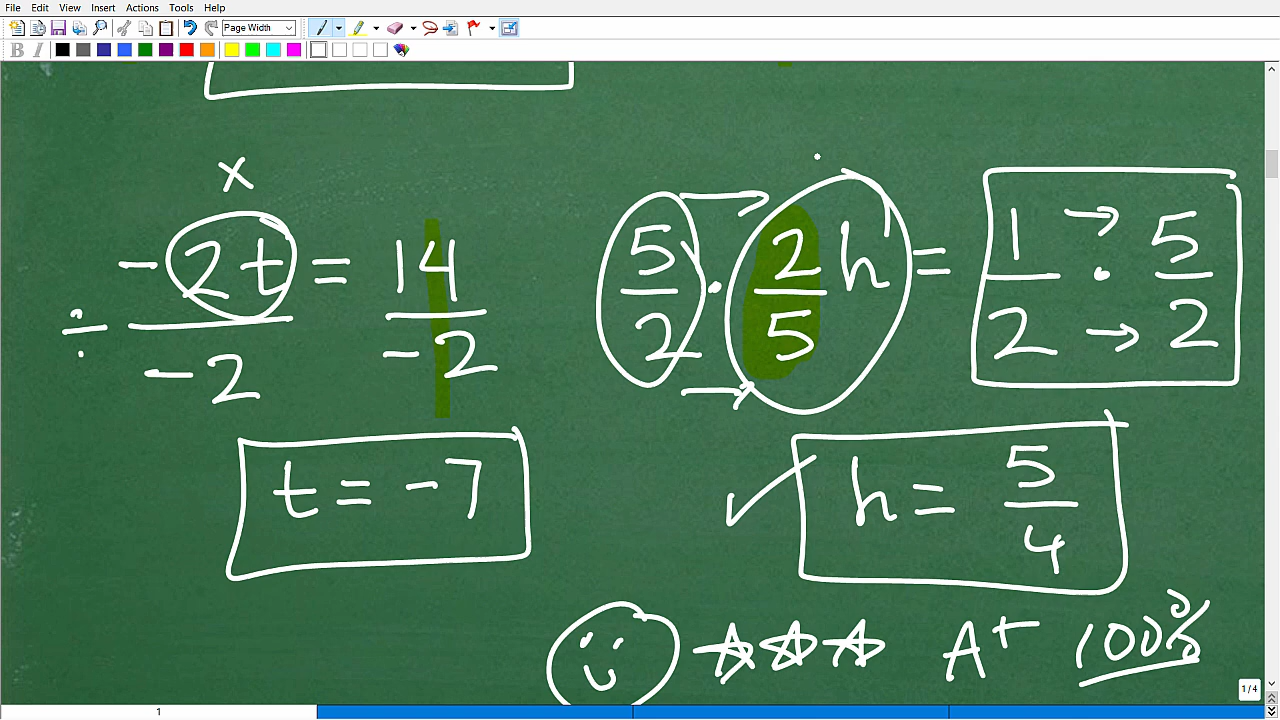 File Edit View Insert Actions Tools Help
Page Width
B I
x
÷ -2t/-2 = 14/-2
5/2 · 2/5 h = 1/2 · 5/2
t = -7
h = 5/4
A+ 100%
1/4
1